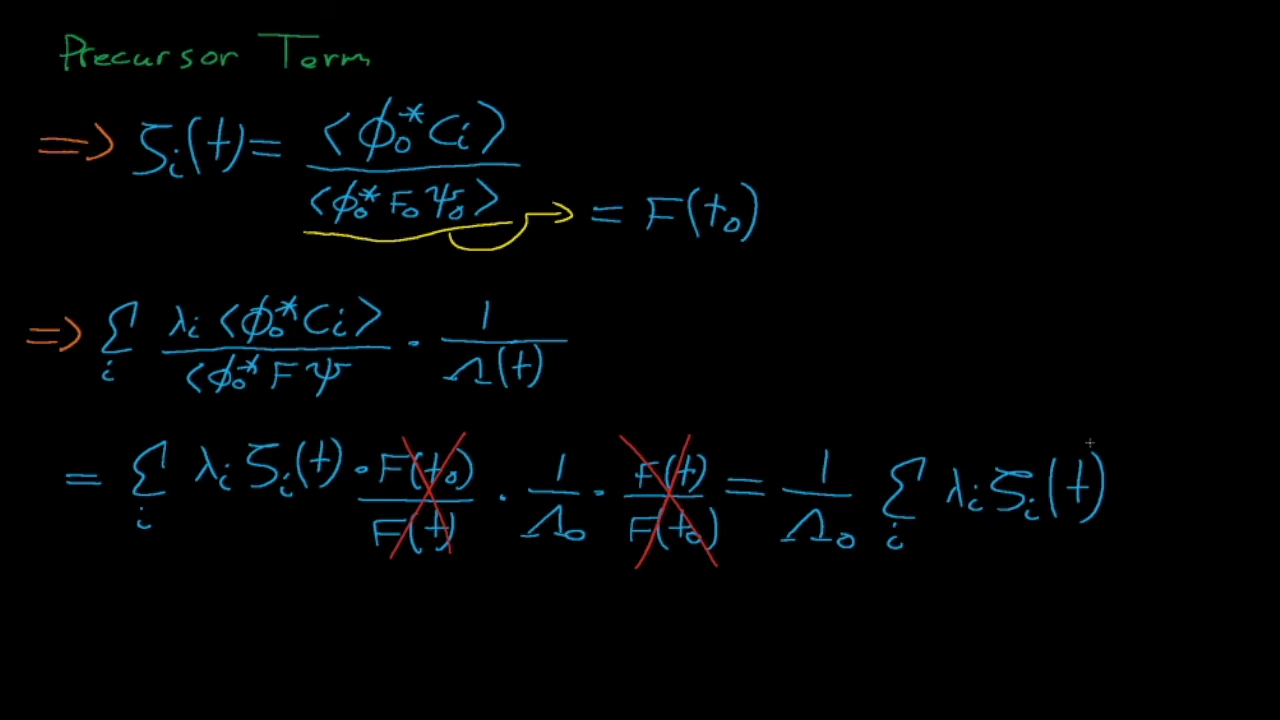 Precursor Term
⇒ ζᵢ(t) = <ϕ₀* Cᵢ> / <ϕ₀* F₀ ψ₀> → = F(t₀)
⇒ Σᵢ λᵢ <ϕ₀* Cᵢ> / <ϕ₀* F ψ · 1 / Λ(t)
= Σᵢ λᵢ ζᵢ(t) · F(t₀) / F(t) · 1 / Λ₀ · F(t) / F(t₀) = 1 / Λ₀ Σᵢ λᵢ ζᵢ(t)